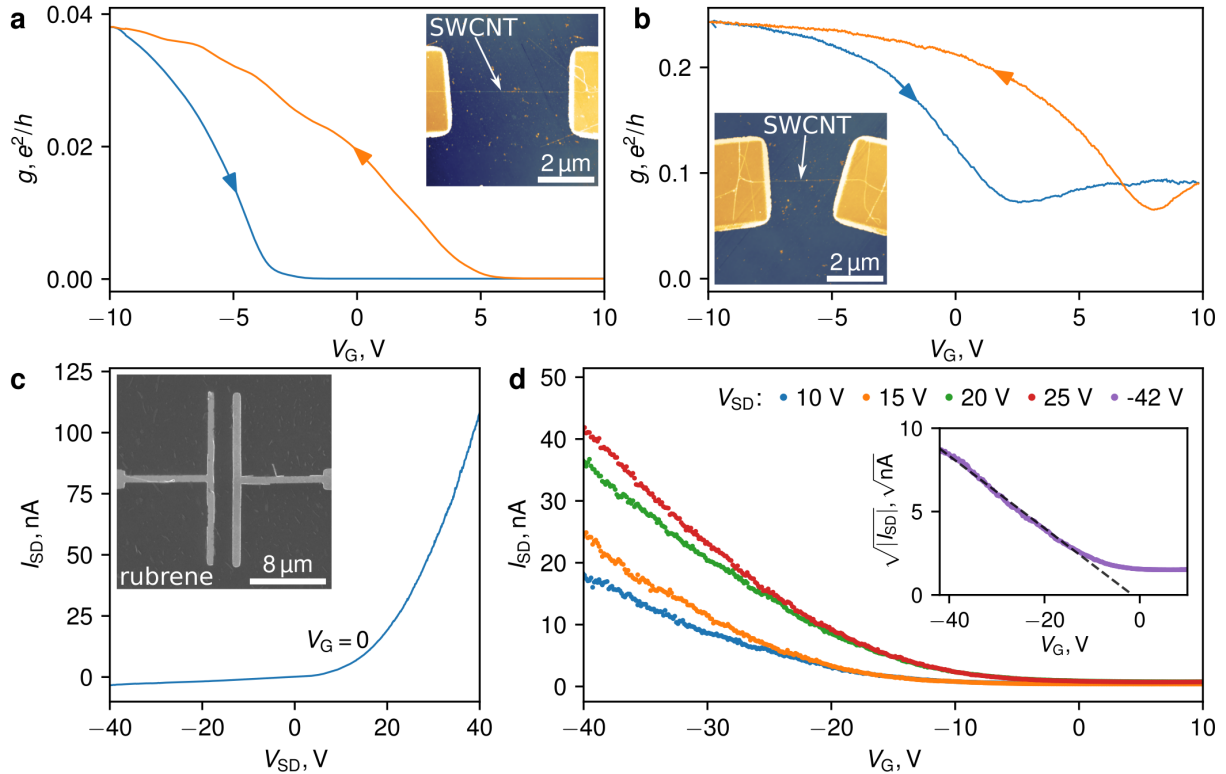 a
SWCNT
2 μm
g, e²/h
0.04
0.02
0.00
−10
−5
0
5
10
V_G, V
b
SWCNT
2 μm
g, e²/h
0.2
0.1
0.0
−10
−5
0
5
10
V_G, V
c
rubrene
8 μm
V_G = 0
I_SD, nA
125
100
75
50
25
0
−40
−20
0
20
40
V_SD, V
d
V_SD: 10 V 15 V 20 V 25 V -42 V
I_SD, nA
50
40
30
20
10
0
−40
−30
−20
−10
0
10
V_G, V
√|I_SD|, √nA
10
5
0
−40
−20
0
V_G, V